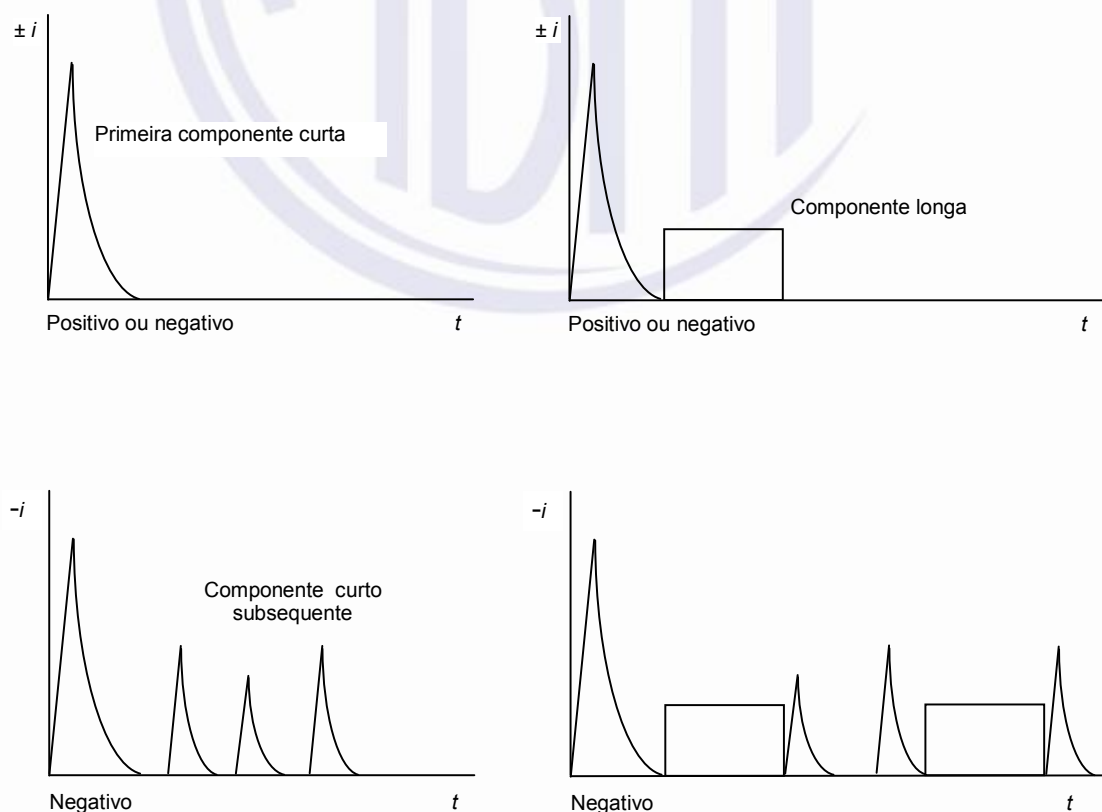 ± i
Primeira componente curta
Positivo ou negativo
t
± i
Componente longa
Positivo ou negativo
t
-i
Componente curto
subsequente
Negativo
t
-i
Negativo
t